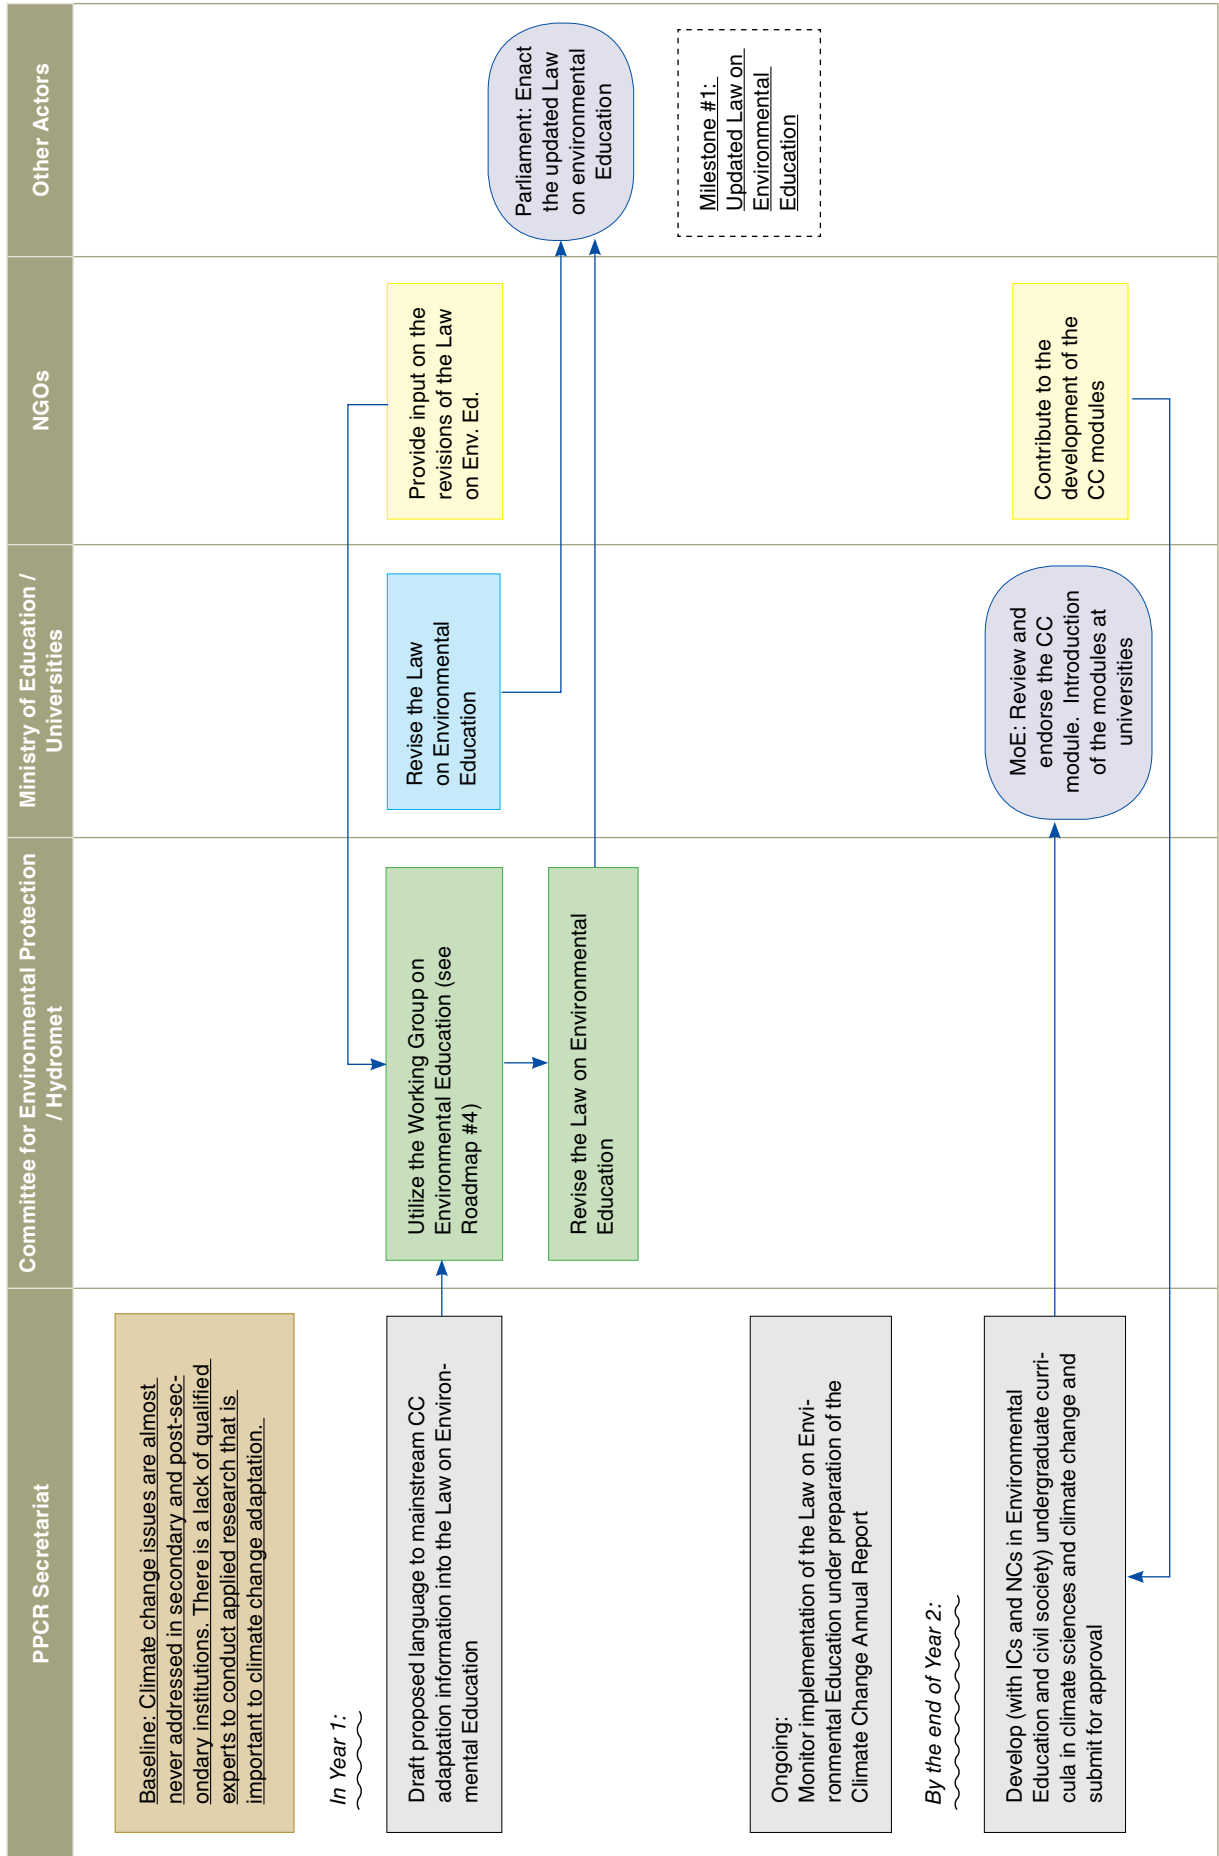 PPCR Secretariat
Committee for Environmental Protection
/ Hydromet
Ministry of Education /
Universities
NGOs
Other Actors
Baseline: Climate change issues are almost
never addressed in secondary and post-sec-
ondary institutions. There is a lack of qualified
experts to conduct applied research that is
important to climate change adaptation.
In Year 1:
Draft proposed language to mainstream CC
adaptation information into the Law on Environ-
mental Education
Utilize the Working Group on
Environmental Education (see
Roadmap #4)
Revise the Law on Environmental
Education
Revise the Law
on Environmental
Education
Provide input on the
revisions of the Law
on Env. Ed.
Parliament: Enact
the updated Law
on environmental
Education
Milestone #1:
Updated Law on
Environmental
Education
Ongoing:
Monitor implementation of the Law on Envi-
ronmental Education under preparation of the
Climate Change Annual Report
By the end of Year 2:
Develop (with ICs and NCs in Environmental
Education and civil society) undergraduate curri-
cula in climate sciences and climate change and
submit for approval
MoE: Review and
endorse the CC
module. Introduction
of the modules at
universities
Contribute to the
development of the
CC modules